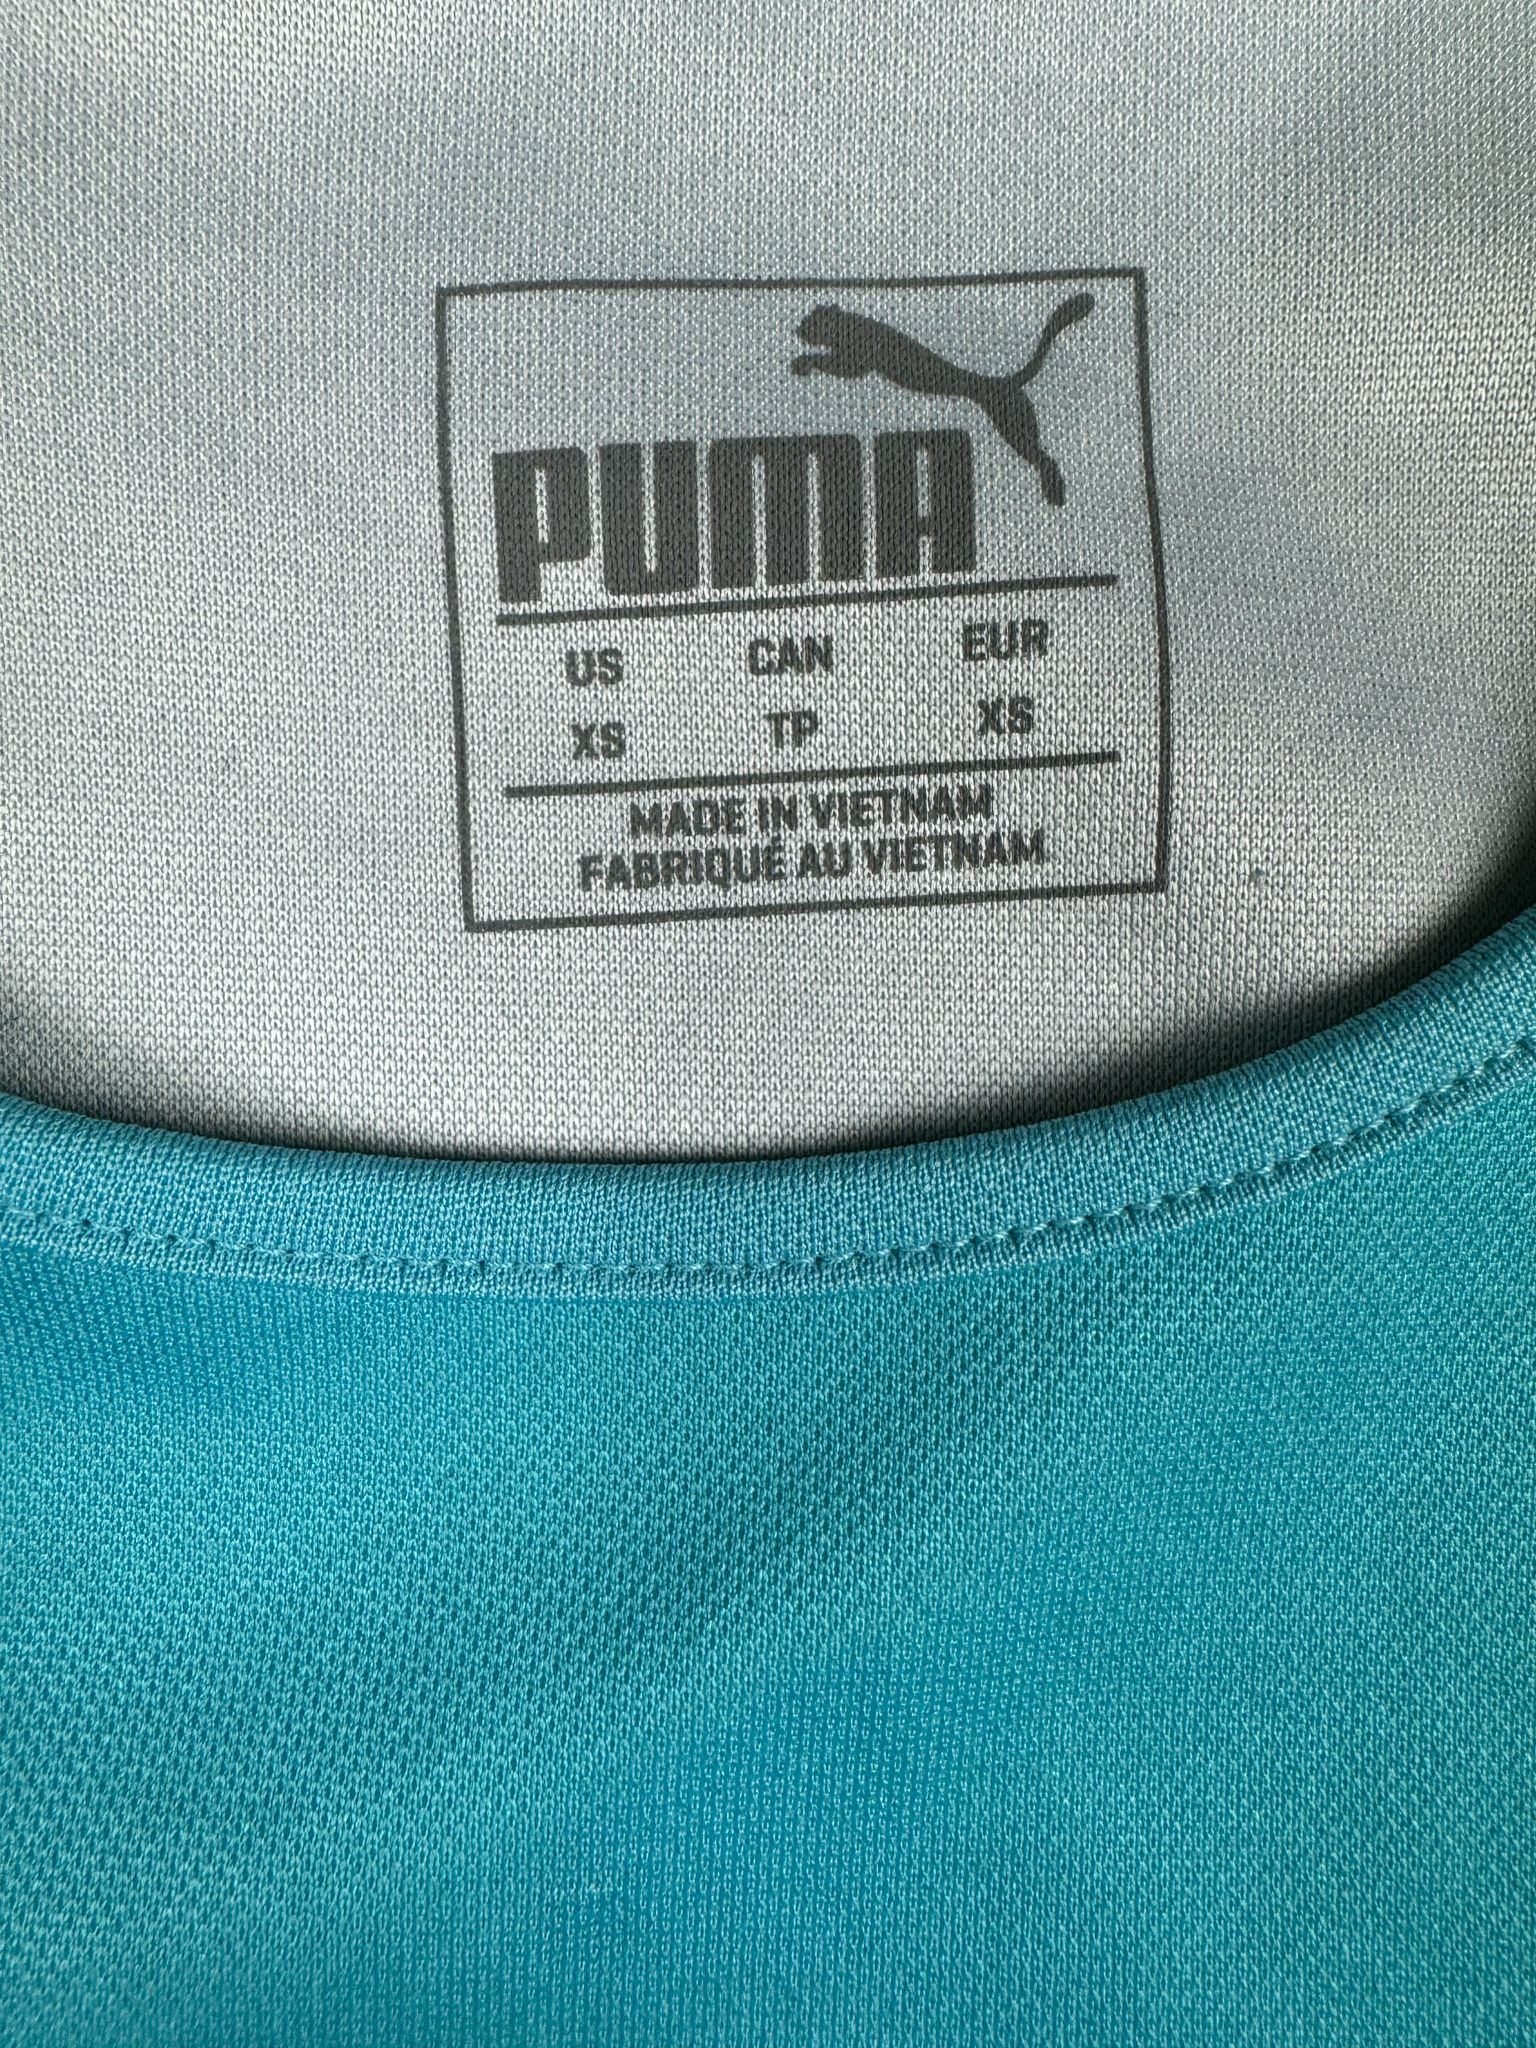 PUMA
US CAN EUR
XS TP XS
MADE IN VIETNAM
FABRIQUÉ AU VIETNAM